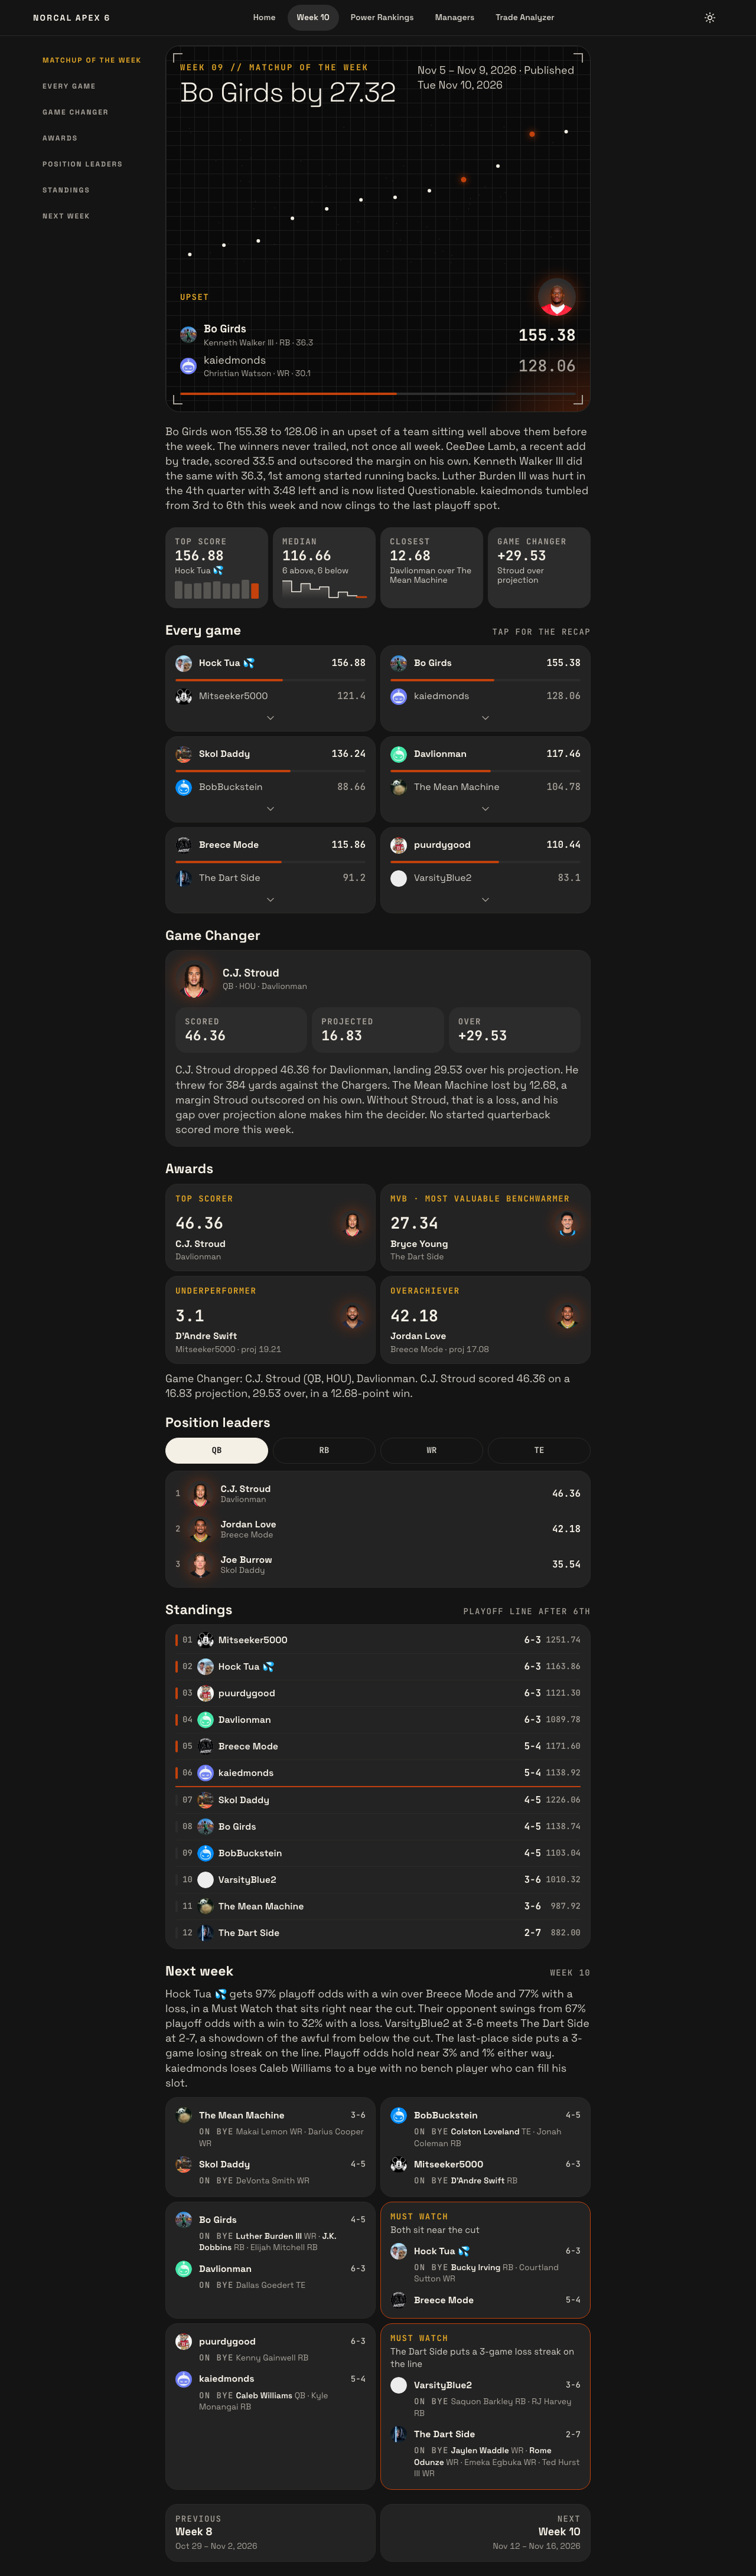 NORCAL APEX 6
Home
Week 10
Power Rankings
Managers
Trade Analyzer
MATCHUP OF THE WEEK
EVERY GAME
GAME CHANGER
AWARDS
POSITION LEADERS
STANDINGS
NEXT WEEK
WEEK 09 // MATCHUP OF THE WEEK
Bo Girds by 27.32
Nov 5 – Nov 9, 2026 · Published
Tue Nov 10, 2026
UPSET
Bo Girds
Kenneth Walker III · RB · 36.3
155.38
kaiedmonds
Christian Watson · WR · 30.1
128.06
Bo Girds won 155.38 to 128.06 in an upset of a team sitting well above them before
the week. The winners never trailed, not once all week. CeeDee Lamb, a recent add
by trade, scored 33.5 and outscored the margin on his own. Kenneth Walker III did
the same with 36.3, 1st among started running backs. Luther Burden III was hurt in
the 4th quarter with 3:48 left and is now listed Questionable. kaiedmonds tumbled
from 3rd to 6th this week and now clings to the last playoff spot.
TOP SCORE
156.88
Hock Tua 💦
MEDIAN
116.66
6 above, 6 below
CLOSEST
12.68
Davlionman over The
Mean Machine
GAME CHANGER
+29.53
Stroud over
projection
Every game
TAP FOR THE RECAP
Hock Tua 💦
156.88
Mitseeker5000
121.4
Bo Girds
155.38
kaiedmonds
128.06
Skol Daddy
136.24
BobBuckstein
88.66
Davlionman
117.46
The Mean Machine
104.78
Breece Mode
115.86
The Dart Side
91.2
puurdygood
110.44
VarsityBlue2
83.1
Game Changer
C.J. Stroud
QB · HOU · Davlionman
SCORED
46.36
PROJECTED
16.83
OVER
+29.53
C.J. Stroud dropped 46.36 for Davlionman, landing 29.53 over his projection. He
threw for 384 yards against the Chargers. The Mean Machine lost by 12.68, a
margin Stroud outscored on his own. Without Stroud, that is a loss, and his
gap over projection alone makes him the decider. No started quarterback
scored more this week.
Awards
TOP SCORER
46.36
C.J. Stroud
Davlionman
MVB · MOST VALUABLE BENCHWARMER
27.34
Bryce Young
The Dart Side
UNDERPERFORMER
3.1
D'Andre Swift
Mitseeker5000 · proj 19.21
OVERACHIEVER
42.18
Jordan Love
Breece Mode · proj 17.08
Game Changer: C.J. Stroud (QB, HOU), Davlionman. C.J. Stroud scored 46.36 on a
16.83 projection, 29.53 over, in a 12.68-point win.
Position leaders
QB
RB
WR
TE
1
C.J. Stroud
Davlionman
46.36
2
Jordan Love
Breece Mode
42.18
3
Joe Burrow
Skol Daddy
35.54
Standings
PLAYOFF LINE AFTER 6TH
01 Mitseeker5000 6-3 1251.74
02 Hock Tua 💦 6-3 1163.86
03 puurdygood 6-3 1121.30
04 Davlionman 6-3 1089.78
05 Breece Mode 5-4 1171.60
06 kaiedmonds 5-4 1138.92
07 Skol Daddy 4-5 1226.06
08 Bo Girds 4-5 1138.74
09 BobBuckstein 4-5 1103.04
10 VarsityBlue2 3-6 1010.32
11 The Mean Machine 3-6 987.92
12 The Dart Side 2-7 882.00
Next week
WEEK 10
Hock Tua 💦 gets 97% playoff odds with a win over Breece Mode and 77% with a
loss, in a Must Watch that sits right near the cut. Their opponent swings from 67%
playoff odds with a win to 32% with a loss. VarsityBlue2 at 3-6 meets The Dart Side
at 2-7, a showdown of the awful from below the cut. The last-place side puts a 3-
game losing streak on the line. Playoff odds hold near 3% and 1% either way.
kaiedmonds loses Caleb Williams to a bye with no bench player who can fill his
slot.
The Mean Machine
3-6
ON BYE Makai Lemon WR · Darius Cooper
WR
Skol Daddy
4-5
ON BYE DeVonta Smith WR
BobBuckstein
4-5
ON BYE Colston Loveland TE · Jonah
Coleman RB
Mitseeker5000
6-3
ON BYE D'Andre Swift RB
Bo Girds
4-5
ON BYE Luther Burden III WR · J.K.
Dobbins RB · Elijah Mitchell RB
Davlionman
6-3
ON BYE Dallas Goedert TE
MUST WATCH
Both sit near the cut
Hock Tua 💦
6-3
ON BYE Bucky Irving RB · Courtland
Sutton WR
Breece Mode
5-4
puurdygood
6-3
ON BYE Kenny Gainwell RB
kaiedmonds
5-4
ON BYE Caleb Williams QB · Kyle
Monangai RB
MUST WATCH
The Dart Side puts a 3-game loss streak on
the line
VarsityBlue2
3-6
ON BYE Saquon Barkley RB · RJ Harvey
RB
The Dart Side
2-7
ON BYE Jaylen Waddle WR · Rome
Odunze WR · Emeka Egbuka WR · Ted Hurst
III WR
PREVIOUS
Week 8
Oct 29 – Nov 2, 2026
NEXT
Week 10
Nov 12 – Nov 16, 2026